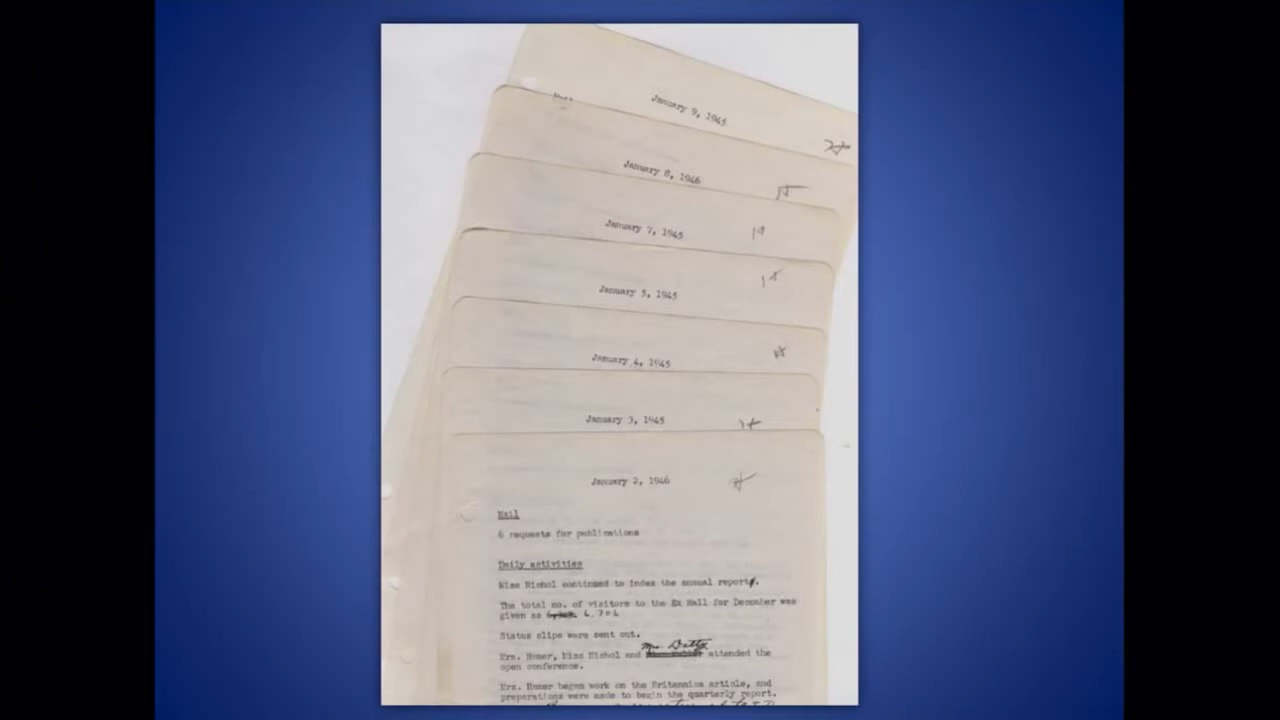 January 9, 1945
January 8, 1946
January 7, 1945
January 5, 1945
January 4, 1945
January 3, 1945
January 2, 1946
Mail
6 requests for publications
Daily activities
Miss Nichol continued to index the annual report.
The total no. of visitors to the Ex Hall for December was
given as
Status slips were sent out.
Mrs. Hamer, Miss Nichol and Mrs. Ditty attended the
open conference.
Mrs. Hamer began work on the Britannica article, and
preparations were made to begin the quarterly report.